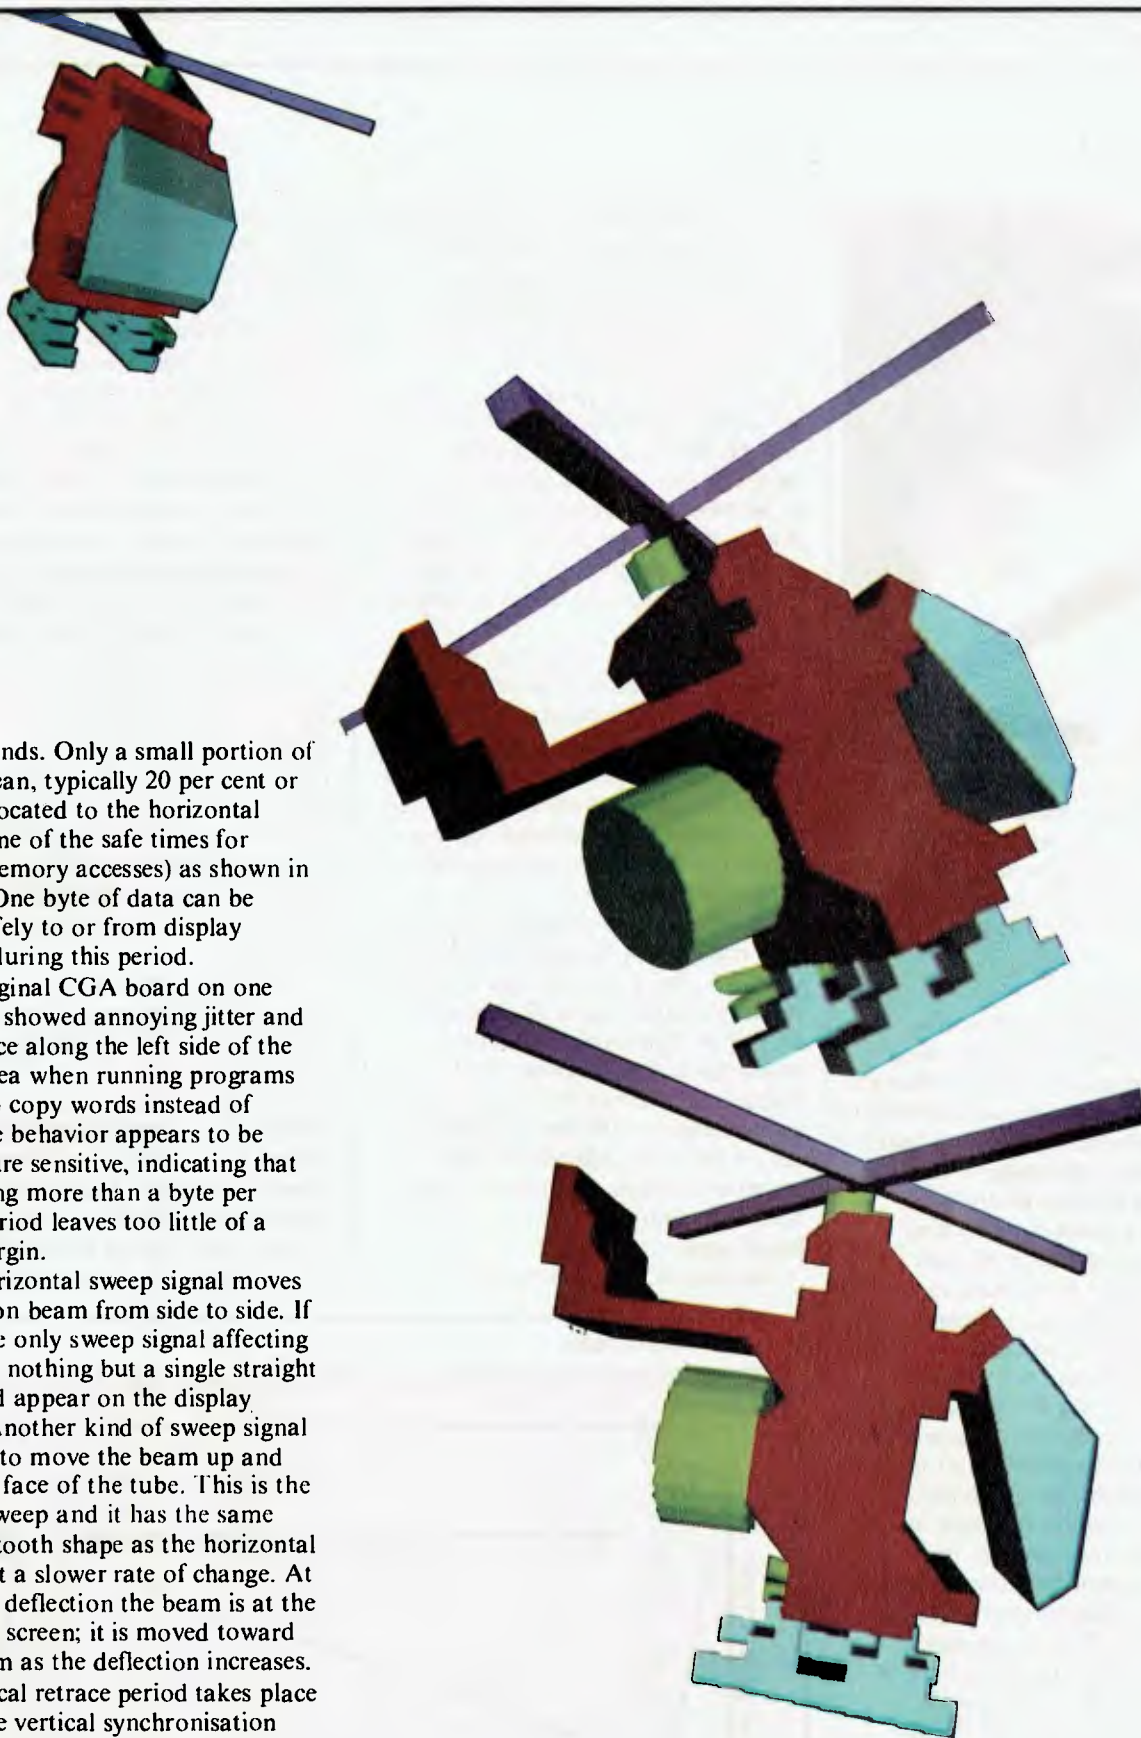 nds. Only a small portion of
can, typically 20 per cent or
ocated to the horizontal
ne of the safe times for
emory accesses) as shown in
One byte of data can be
fely to or from display
during this period.
ginal CGA board on one
showed annoying jitter and
ce along the left side of the
ea when running programs
copy words instead of
e behavior appears to be
re sensitive, indicating that
ng more than a byte per
riod leaves too little of a
rgin.
rizontal sweep signal moves
on beam from side to side. If
e only sweep signal affecting
nothing but a single straight
d appear on the display
Another kind of sweep signal
to move the beam up and
face of the tube. This is the
weep and it has the same
tooth shape as the horizontal
t a slower rate of change. At
deflection the beam is at the
screen; it is moved toward
m as the deflection increases.
cal retrace period takes place
e vertical synchronisation